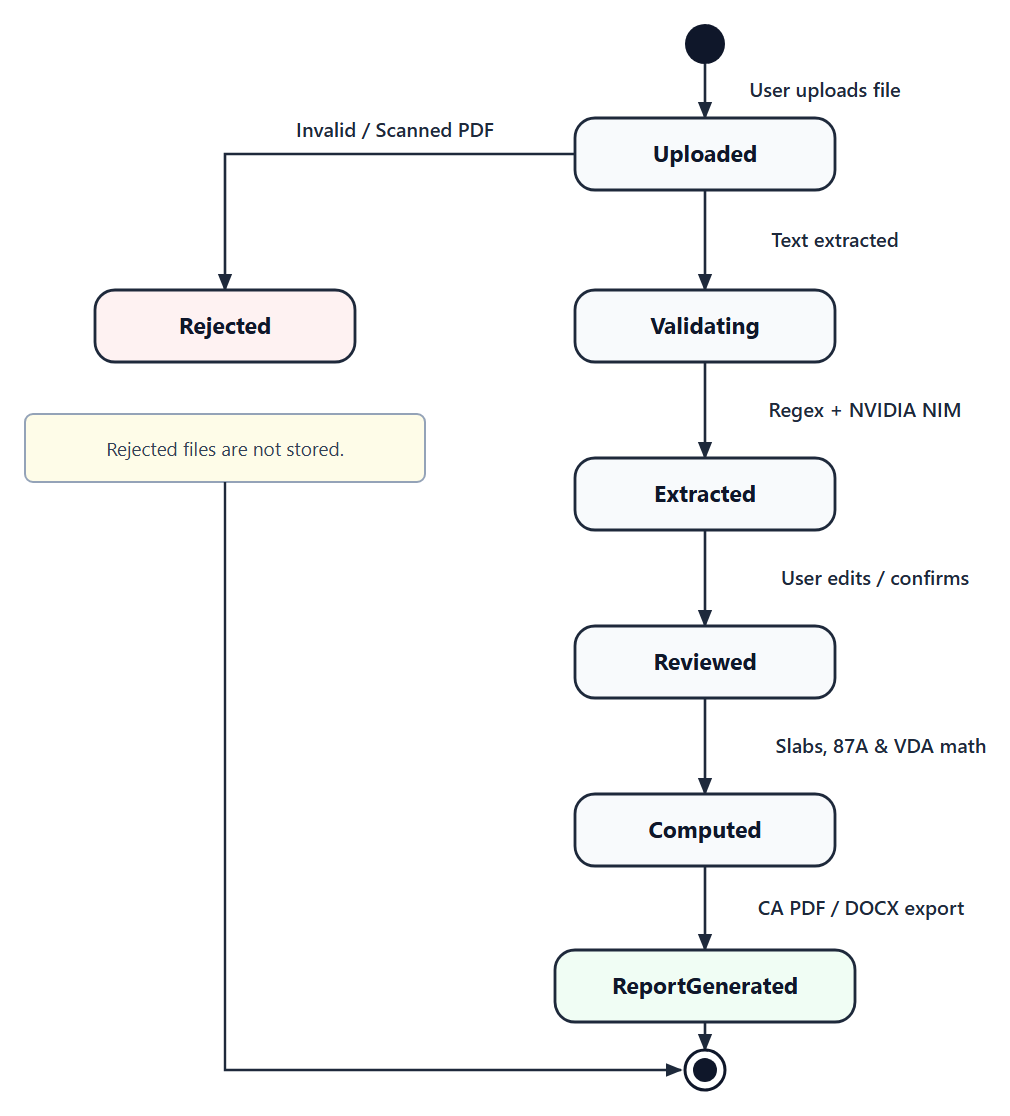 User uploads file
Invalid / Scanned PDF
Uploaded
Text extracted
Rejected
Validating
Regex + NVIDIA NIM
Rejected files are not stored.
Extracted
User edits / confirms
Reviewed
Slabs, 87A & VDA math
Computed
CA PDF / DOCX export
ReportGenerated